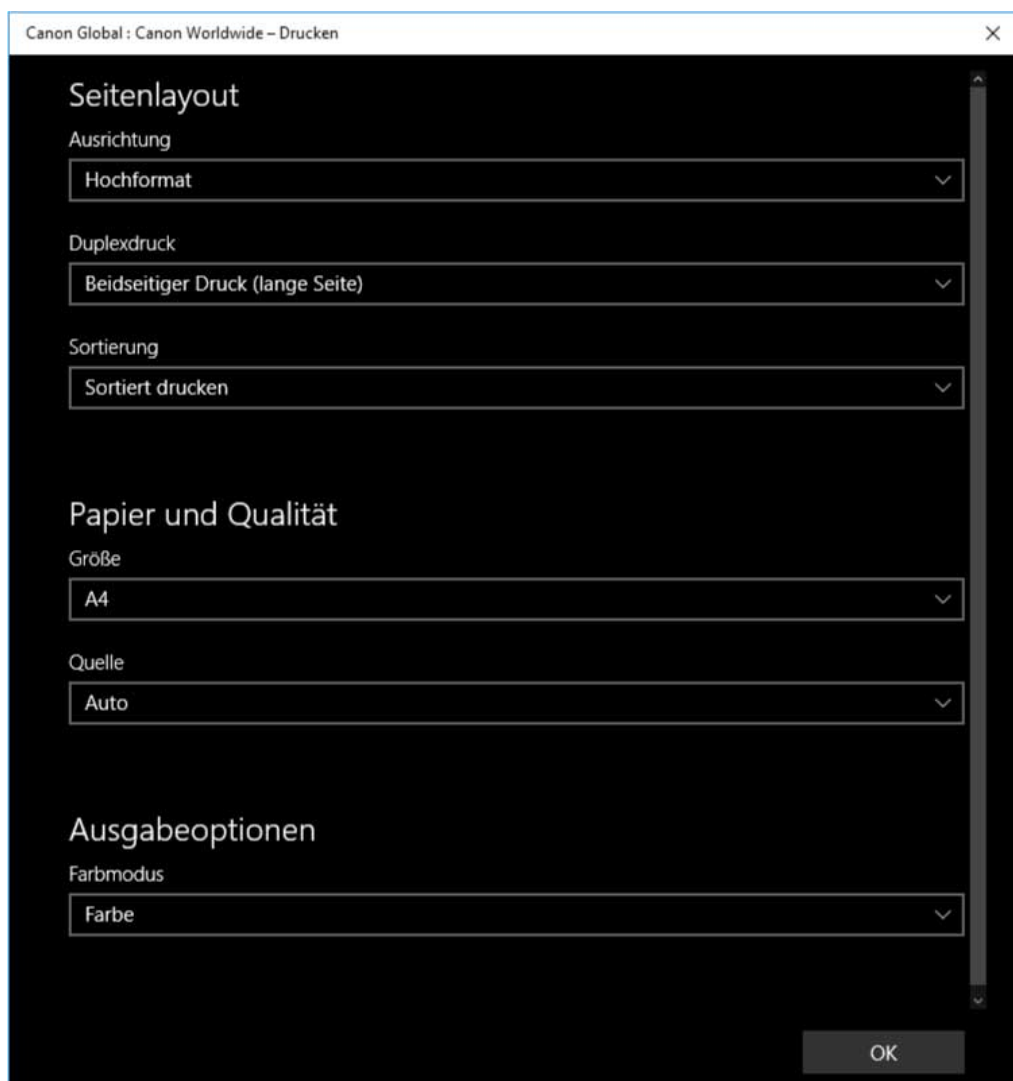 Canon Global : Canon Worldwide – Drucken
Seitenlayout
Ausrichtung
Hochformat
Duplexdruck
Beidseitiger Druck (lange Seite)
Sortierung
Sortiert drucken
Papier und Qualität
Größe
A4
Quelle
Auto
Ausgabeoptionen
Farbmodus
Farbe
OK